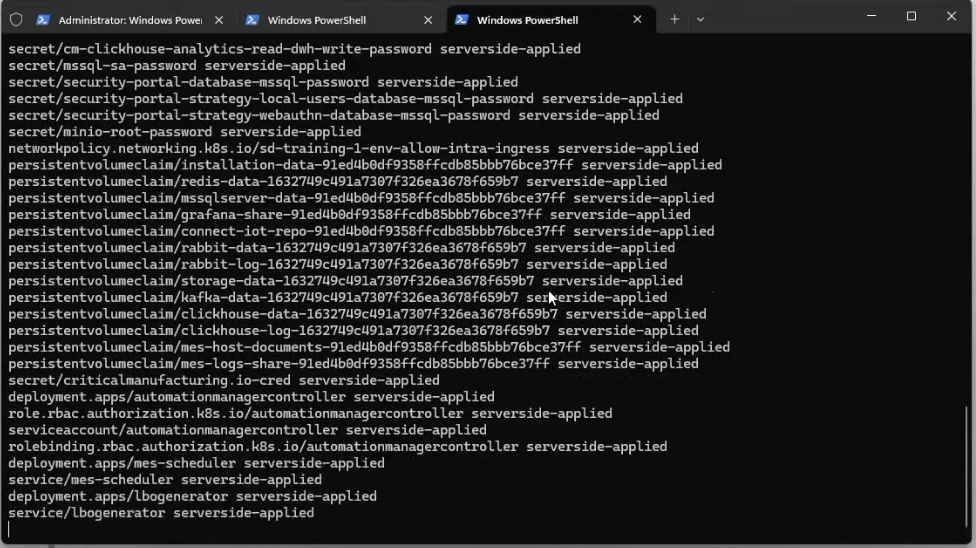 Administrator: Windows Power
Windows PowerShell
Windows PowerShell
secret/cm-clickhouse-analytics-read-dwh-write-password serverside-applied
secret/mssql-sa-password serverside-applied
secret/security-portal-database-mssql-password serverside-applied
secret/security-portal-strategy-local-users-database-mssql-password serverside-applied
secret/security-portal-strategy-webauthn-database-mssql-password serverside-applied
secret/minio-root-password serverside-applied
networkpolicy.networking.k8s.io/sd-training-1-env-allow-intra-ingress serverside-applied
persistentvolumeclaim/installation-data-91ed4b0df9358ffcdb85bbb76bce37ff serverside-applied
persistentvolumeclaim/redis-data-1632749c491a7307f326ea3678f659b7 serverside-applied
persistentvolumeclaim/mssqlserver-data-91ed4b0df9358ffcdb85bbb76bce37ff serverside-applied
persistentvolumeclaim/grafana-share-91ed4b0df9358ffcdb85bbb76bce37ff serverside-applied
persistentvolumeclaim/connect-iot-repo-91ed4b0df9358ffcdb85bbb76bce37ff serverside-applied
persistentvolumeclaim/rabbit-data-1632749c491a7307f326ea3678f659b7 serverside-applied
persistentvolumeclaim/rabbit-log-1632749c491a7307f326ea3678f659b7 serverside-applied
persistentvolumeclaim/storage-data-1632749c491a7307f326ea3678f659b7 serverside-applied
persistentvolumeclaim/kafka-data-1632749c491a7307f326ea3678f659b7 serverside-applied
persistentvolumeclaim/clickhouse-data-1632749c491a7307f326ea3678f659b7 serverside-applied
persistentvolumeclaim/clickhouse-log-1632749c491a7307f326ea3678f659b7 serverside-applied
persistentvolumeclaim/mes-host-documents-91ed4b0df9358ffcdb85bbb76bce37ff serverside-applied
persistentvolumeclaim/mes-logs-share-91ed4b0df9358ffcdb85bbb76bce37ff serverside-applied
secret/criticalmanufacturing.io-cred serverside-applied
deployment.apps/automationmanagercontroller serverside-applied
role.rbac.authorization.k8s.io/automationmanagercontroller serverside-applied
serviceaccount/automationmanagercontroller serverside-applied
rolebinding.rbac.authorization.k8s.io/automationmanagercontroller serverside-applied
deployment.apps/mes-scheduler serverside-applied
service/mes-scheduler serverside-applied
deployment.apps/lbogenerator serverside-applied
service/lbogenerator serverside-applied